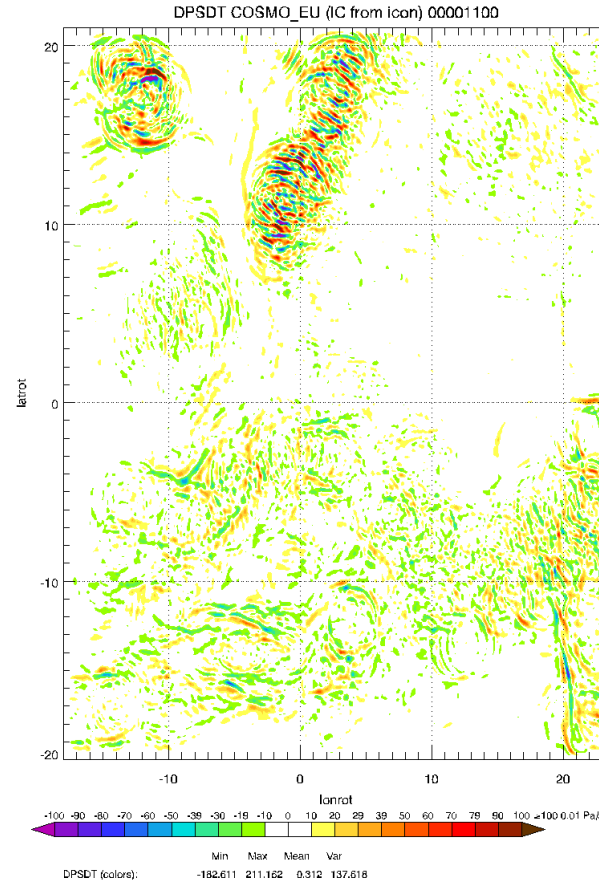 DPSDT COSMO_EU (IC from icon) 00001100
20
10
0
-10
-20
latrot
-10 0 10 20
lonrot
-100 -90 -80 -70 -60 -50 -39 -30 -19 -10 0 10 20 30 40 50 60 70 79 90 100 ≥100 0.01 Pa/
Min Max Mean Var
DPSDT (colors): -182.611 211.162 0.312 137.618